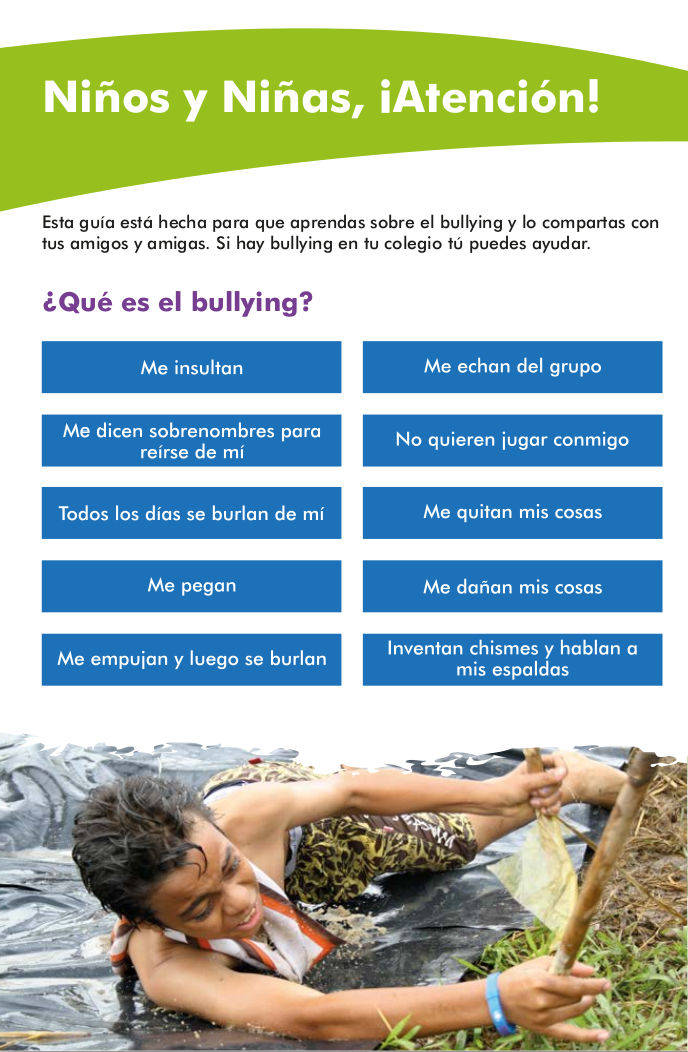 Niños y Niñas, ¡Atención!
Esta guía está hecha para que aprendas sobre el bullying y lo compartas con
tus amigos y amigas. Si hay bullying en tu colegio tú puedes ayudar.
¿Qué es el bullying?
Me insultan
Me echan del grupo
Me dicen sobrenombres para
reírse de mí
No quieren jugar conmigo
Todos los días se burlan de mí
Me quitan mis cosas
Me pegan
Me dañan mis cosas
Me empujan y luego se burlan
Inventan chismes y hablan a
mis espaldas